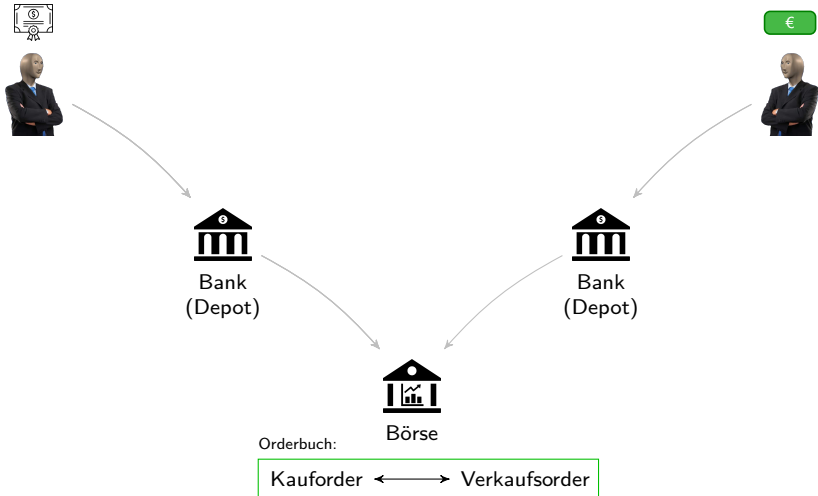 €
Bank
(Depot)
Bank
(Depot)
Börse
Orderbuch:
Kauforder Verkaufsorder